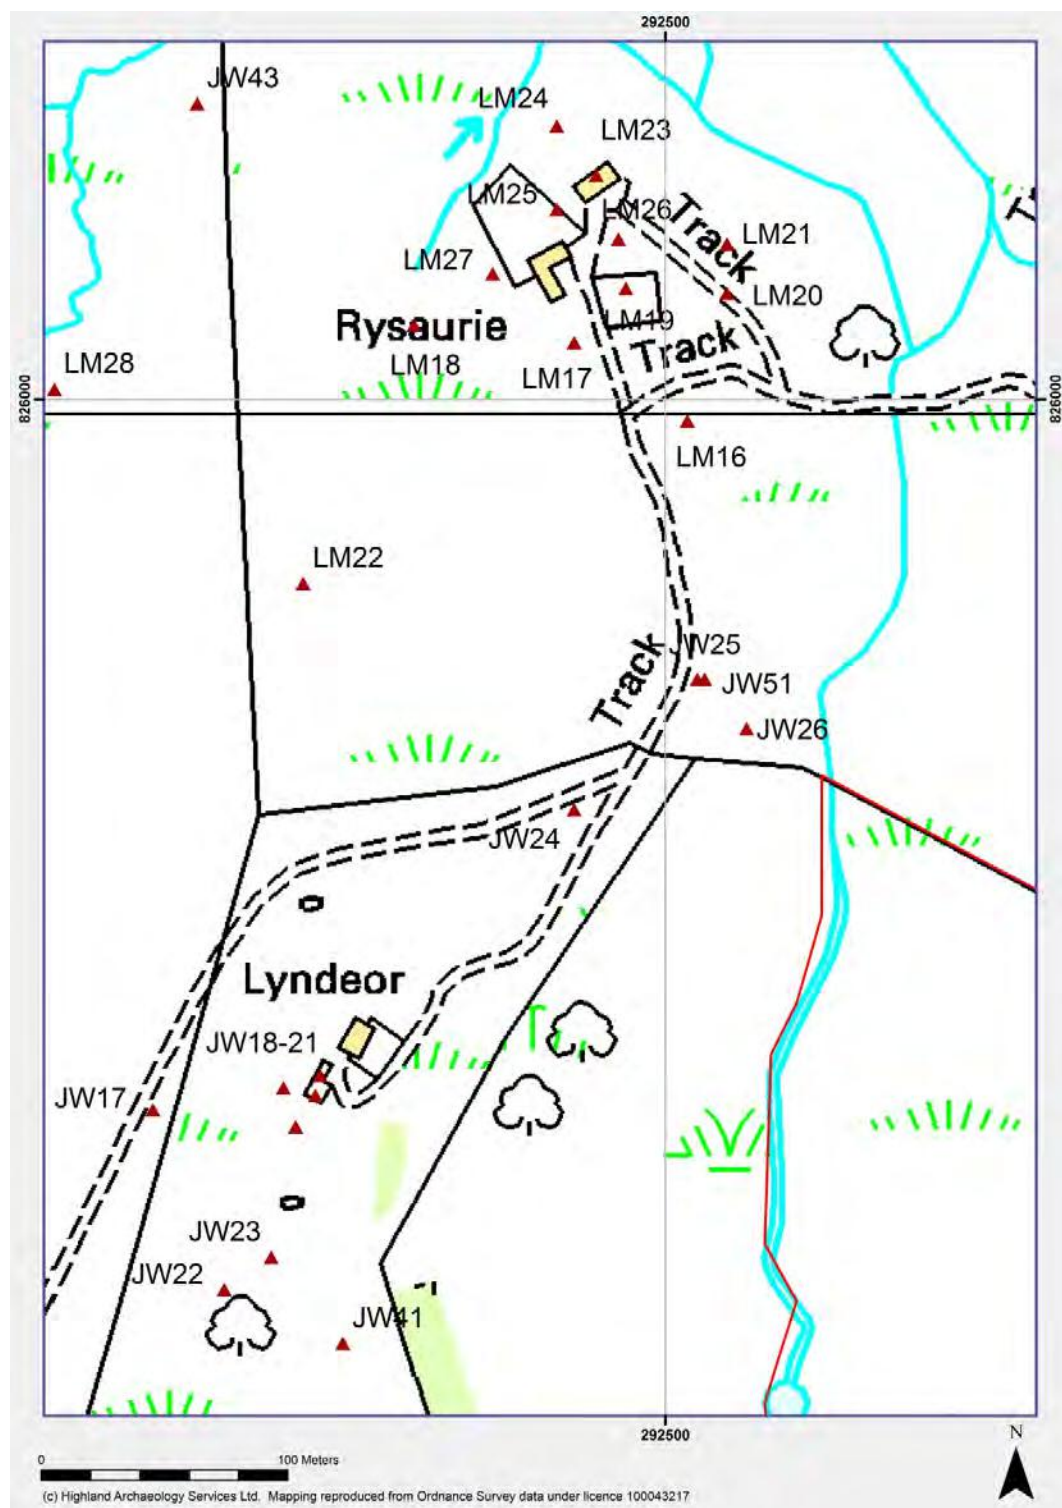 292500
JW43
LM24
LM23
LM25
LM26
Track
LM21
LM27
LM20
Rysaurie
LM19
Track
LM28
LM18
LM17
826000
826000
LM16
LM22
JW25
Track
JW51
JW26
JW24
Lyndeor
JW18-21
JW17
JW23
JW22
JW41
292500
N
0 100 Meters
(c) Highland Archaeology Services Ltd. Mapping reproduced from Ordnance Survey data under licence 100043217